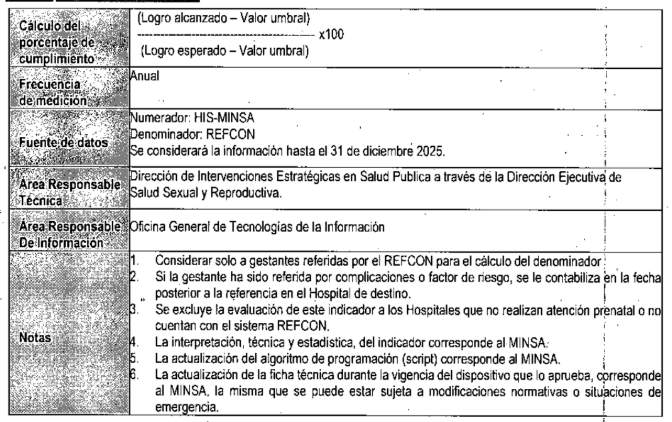 Cálculo del
porcentaje de
cumplimiento
(Logro alcanzado – Valor umbral)
---------------------------------------- x100
(Logro esperado – Valor umbral)
Frecuencia
de medición
Anual
Fuente de datos
Numerador: HIS-MINSA
Denominador: REFCON
Se considerará la información hasta el 31 de diciembre 2025.
Área Responsable
Técnica
Dirección de Intervenciones Estratégicas en Salud Publica a través de la Dirección Ejecutiva de
Salud Sexual y Reproductiva.
Área Responsable
De Información
Oficina General de Tecnologías de la Información
Notas
1. Considerar solo a gestantes referidas por el REFCON para el cálculo del denominador
2. Si la gestante ha sido referida por complicaciones o factor de riesgo, se le contabiliza en la fecha
posterior a la referencia en el Hospital de destino.
3. Se excluye la evaluación de este indicador a los Hospitales que no realizan atención prenatal o no
cuentan con el sistema REFCON.
4. La interpretación, técnica y estadística, del indicador corresponde al MINSA.
5. La actualización del algoritmo de programación (script) corresponde al MINSA.
6. La actualización de la ficha técnica durante la vigencia del dispositivo que lo aprueba, corresponde
al MINSA, la misma que se puede estar sujeta a modificaciones normativas o situaciones de
emergencia.